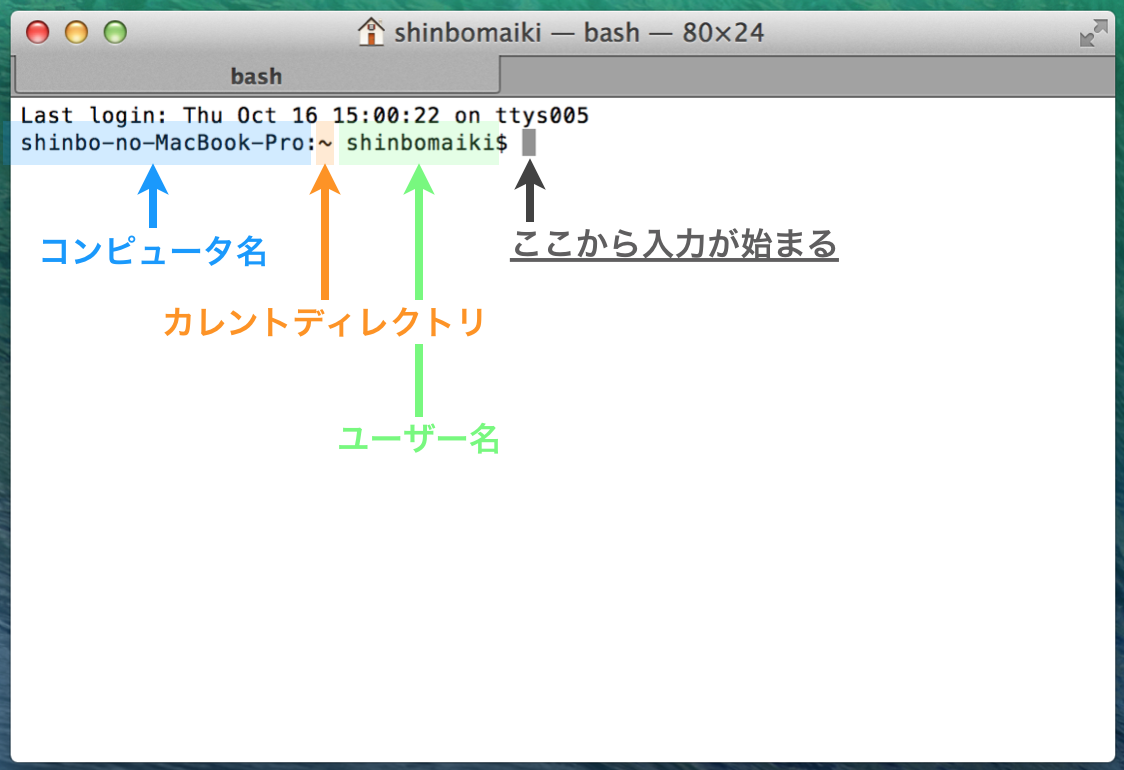 shinbomaiki — bash — 80×24
bash
Last login: Thu Oct 16 15:00:22 on ttys005
shinbo-no-MacBook-Pro:~ shinbomaiki$
コンピュータ名
ここから入力が始まる
カレントディレクトリ
ユーザー名